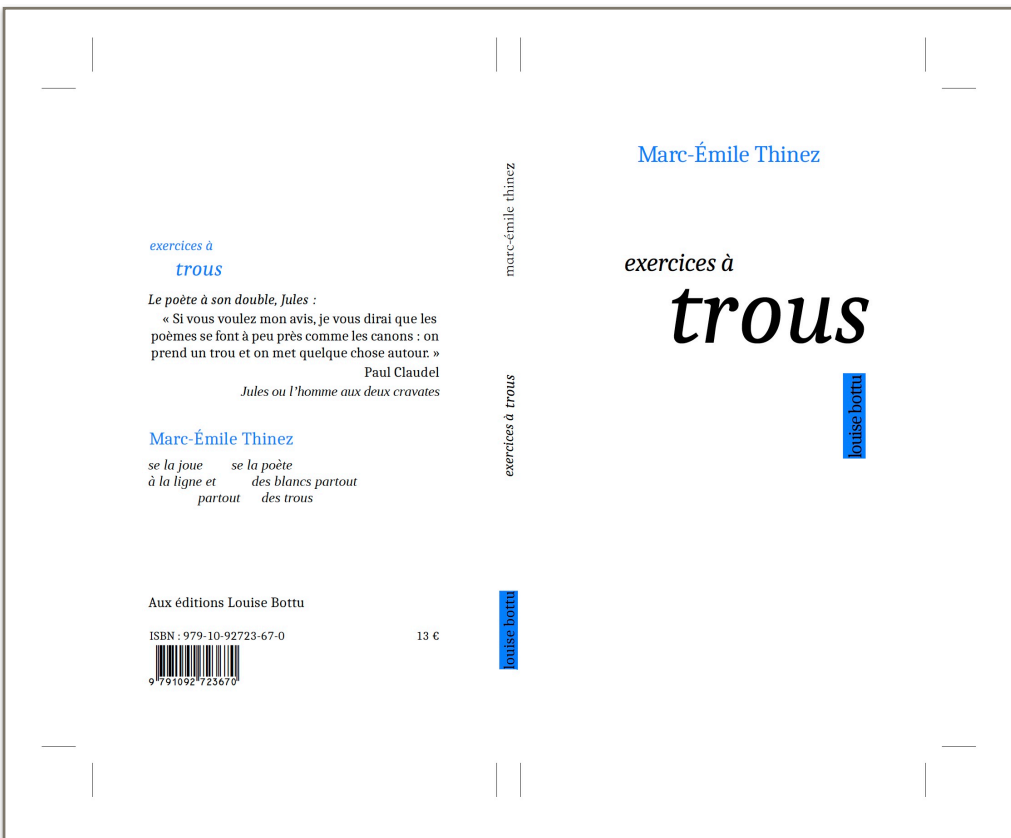 exercices à
trous
Le poète à son double, Jules :
« Si vous voulez mon avis, je vous dirai que les
poèmes se font à peu près comme les canons : on
prend un trou et on met quelque chose autour. »
Paul Claudel
Jules ou l’homme aux deux cravates
Marc-Émile Thinez
se la joue se la poète
à la ligne et des blancs partout
partout des trous
Aux éditions Louise Bottu
ISBN : 979-10-92723-67-0 13 €
9 791092 723670
marc-émile thinez
exercices à trous
louise bottu
Marc-Émile Thinez
exercices à
trous
louise bottu